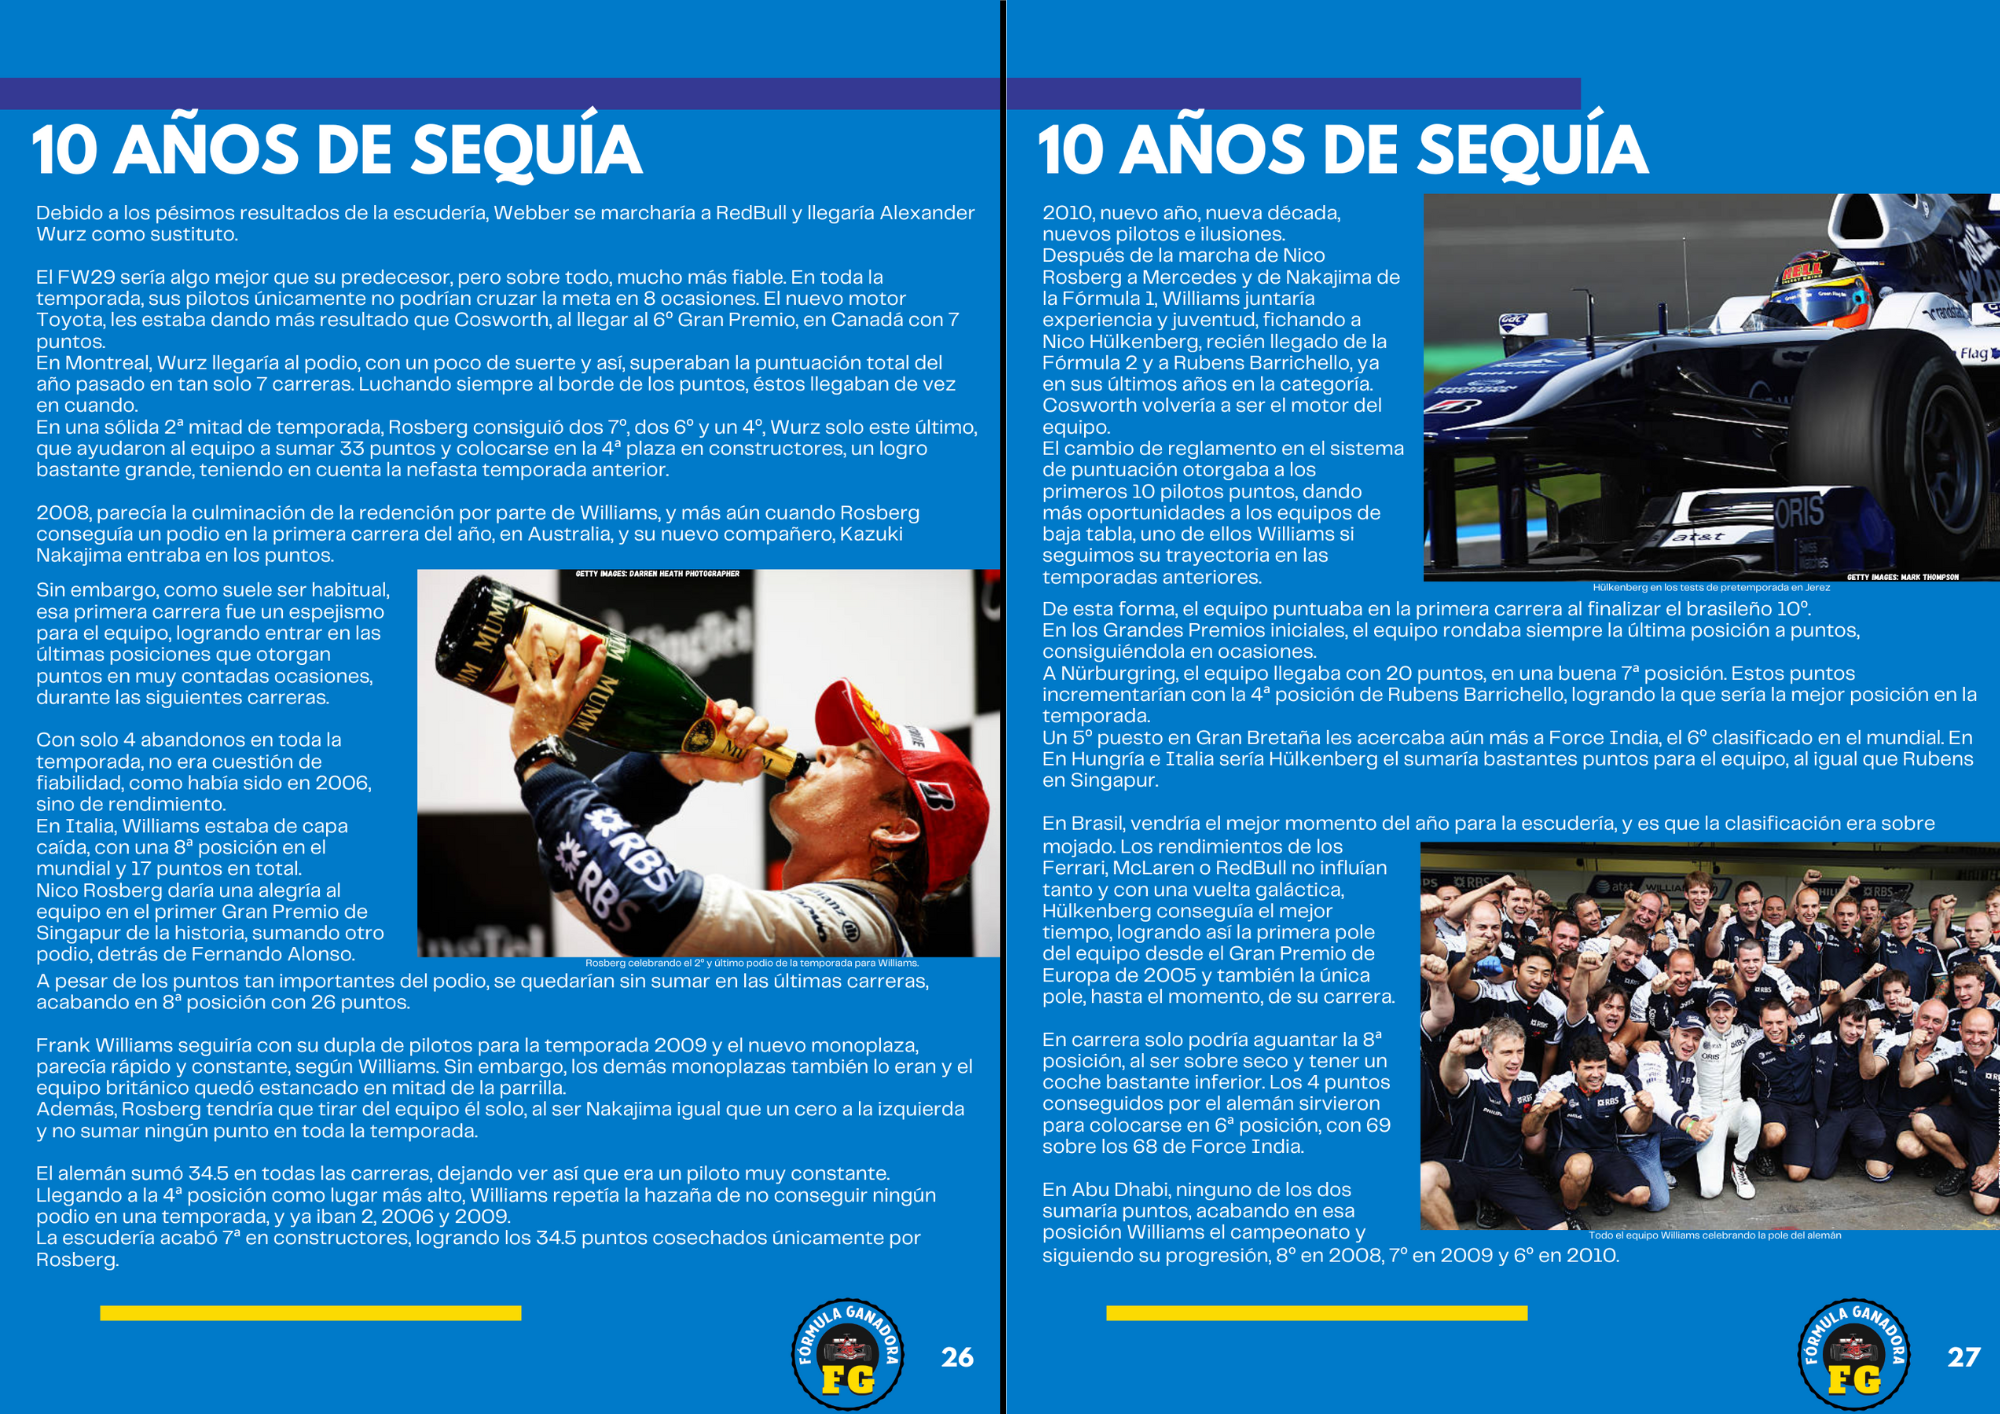 10 AÑOS DE SEQUÍA
Debido a los pésimos resultados de la escudería, Webber se marcharía a RedBull y llegaría Alexander
Wurz como sustituto.
El FW29 sería algo mejor que su predecesor, pero sobre todo, mucho más fiable. En toda la
temporada, sus pilotos únicamente no podrían cruzar la meta en 8 ocasiones. El nuevo motor
Toyota, les estaba dando más resultado que Cosworth, al llegar al 6º Gran Premio, en Canadá con 7
puntos.
En Montreal, Wurz llegaría al podio, con un poco de suerte y así, superaban la puntuación total del
año pasado en tan solo 7 carreras. Luchando siempre al borde de los puntos, éstos llegaban de vez
en cuando.
En una sólida 2ª mitad de temporada, Rosberg consiguió dos 7º, dos 6º y un 4º, Wurz solo este último,
que ayudaron al equipo a sumar 33 puntos y colocarse en la 4ª plaza en constructores, un logro
bastante grande, teniendo en cuenta la nefasta temporada anterior.
2008, parecía la culminación de la redención por parte de Williams, y más aún cuando Rosberg
conseguía un podio en la primera carrera del año, en Australia, y su nuevo compañero, Kazuki
Nakajima entraba en los puntos.
Sin embargo, como suele ser habitual,
esa primera carrera fue un espejismo
para el equipo, logrando entrar en las
últimas posiciones que otorgan
puntos en muy contadas ocasiones,
durante las siguientes carreras.
Con solo 4 abandonos en toda la
temporada, no era cuestión de
fiabilidad, como había sido en 2006,
sino de rendimiento.
En Italia, Williams estaba de capa
caída, con una 8ª posición en el
mundial y 17 puntos en total.
Nico Rosberg daría una alegría al
equipo en el primer Gran Premio de
Singapur de la historia, sumando otro
podio, detrás de Fernando Alonso.
GETTY IMAGES: DARREN HEATH PHOTOGRAPHER
MUMM
MUMM
RBS
RBS
Rosberg celebrando el 2º y último podio de la temporada para Williams.
A pesar de los puntos tan importantes del podio, se quedarían sin sumar en las últimas carreras,
acabando en 8ª posición con 26 puntos.
Frank Williams seguiría con su dupla de pilotos para la temporada 2009 y el nuevo monoplaza,
parecía rápido y constante, según Williams. Sin embargo, los demás monoplazas también lo eran y el
equipo británico quedó estancado en mitad de la parrilla.
Además, Rosberg tendría que tirar del equipo él solo, al ser Nakajima igual que un cero a la izquierda
y no sumar ningún punto en toda la temporada.
El alemán sumó 34.5 en todas las carreras, dejando ver así que era un piloto muy constante.
Llegando a la 4ª posición como lugar más alto, Williams repetía la hazaña de no conseguir ningún
podio en una temporada, y ya iban 2, 2006 y 2009.
La escudería acabó 7ª en constructores, logrando los 34.5 puntos cosechados únicamente por
Rosberg.
FÓRMULA GANADORA
FG
26
10 AÑOS DE SEQUÍA
2010, nuevo año, nueva década,
nuevos pilotos e ilusiones.
Después de la marcha de Nico
Rosberg a Mercedes y de Nakajima de
la Fórmula 1, Williams juntaría
experiencia y juventud, fichando a
Nico Hülkenberg, recién llegado de la
Fórmula 2 y a Rubens Barrichello, ya
en sus últimos años en la categoría.
Cosworth volvería a ser el motor del
equipo.
El cambio de reglamento en el sistema
de puntuación otorgaba a los
primeros 10 pilotos puntos, dando
más oportunidades a los equipos de
baja tabla, uno de ellos Williams si
seguimos su trayectoria en las
temporadas anteriores.
HELL
randstad
Flag
ORIS
at&t
GETTY IMAGES: MARK THOMPSON
Hülkenberg en los tests de pretemporada en Jerez
De esta forma, el equipo puntuaba en la primera carrera al finalizar el brasileño 10º.
En los Grandes Premios iniciales, el equipo rondaba siempre la última posición a puntos,
consiguiéndola en ocasiones.
A Nürburgring, el equipo llegaba con 20 puntos, en una buena 7ª posición. Estos puntos
incrementarían con la 4ª posición de Rubens Barrichello, logrando la que sería la mejor posición en la
temporada.
Un 5º puesto en Gran Bretaña les acercaba aún más a Force India, el 6º clasificado en el mundial. En
En Hungría e Italia sería Hülkenberg el sumaría bastantes puntos para el equipo, al igual que Rubens
en Singapur.
En Brasil, vendría el mejor momento del año para la escudería, y es que la clasificación era sobre
mojado. Los rendimientos de los
Ferrari, McLaren o RedBull no influían
tanto y con una vuelta galáctica,
Hülkenberg conseguía el mejor
tiempo, logrando así la primera pole
del equipo desde el Gran Premio de
Europa de 2005 y también la única
pole, hasta el momento, de su carrera.
En carrera solo podría aguantar la 8ª
posición, al ser sobre seco y tener un
coche bastante inferior. Los 4 puntos
conseguidos por el alemán sirvieron
para colocarse en 6ª posición, con 69
sobre los 68 de Force India.
En Abu Dhabi, ninguno de los dos
sumaría puntos, acabando en esa
posición Williams el campeonato y
siguiendo su progresión, 8º en 2008, 7º en 2009 y 6º en 2010.
RBS
at&t
RBS
Todo el equipo Williams celebrando la pole del alemán
FÓRMULA GANADORA
FG
27